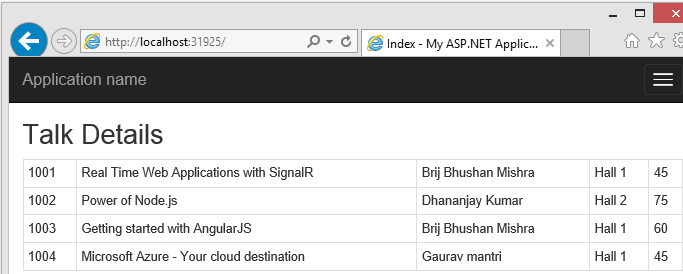 http://localhost:31925/
Index - My ASP.NET Applic...
Application name
Talk Details
1001 Real Time Web Applications with SignalR Brij Bhushan Mishra Hall 1 45
1002 Power of Node.js Dhananjay Kumar Hall 2 75
1003 Getting started with AngularJS Brij Bhushan Mishra Hall 1 60
1004 Microsoft Azure - Your cloud destination Gaurav mantri Hall 1 45